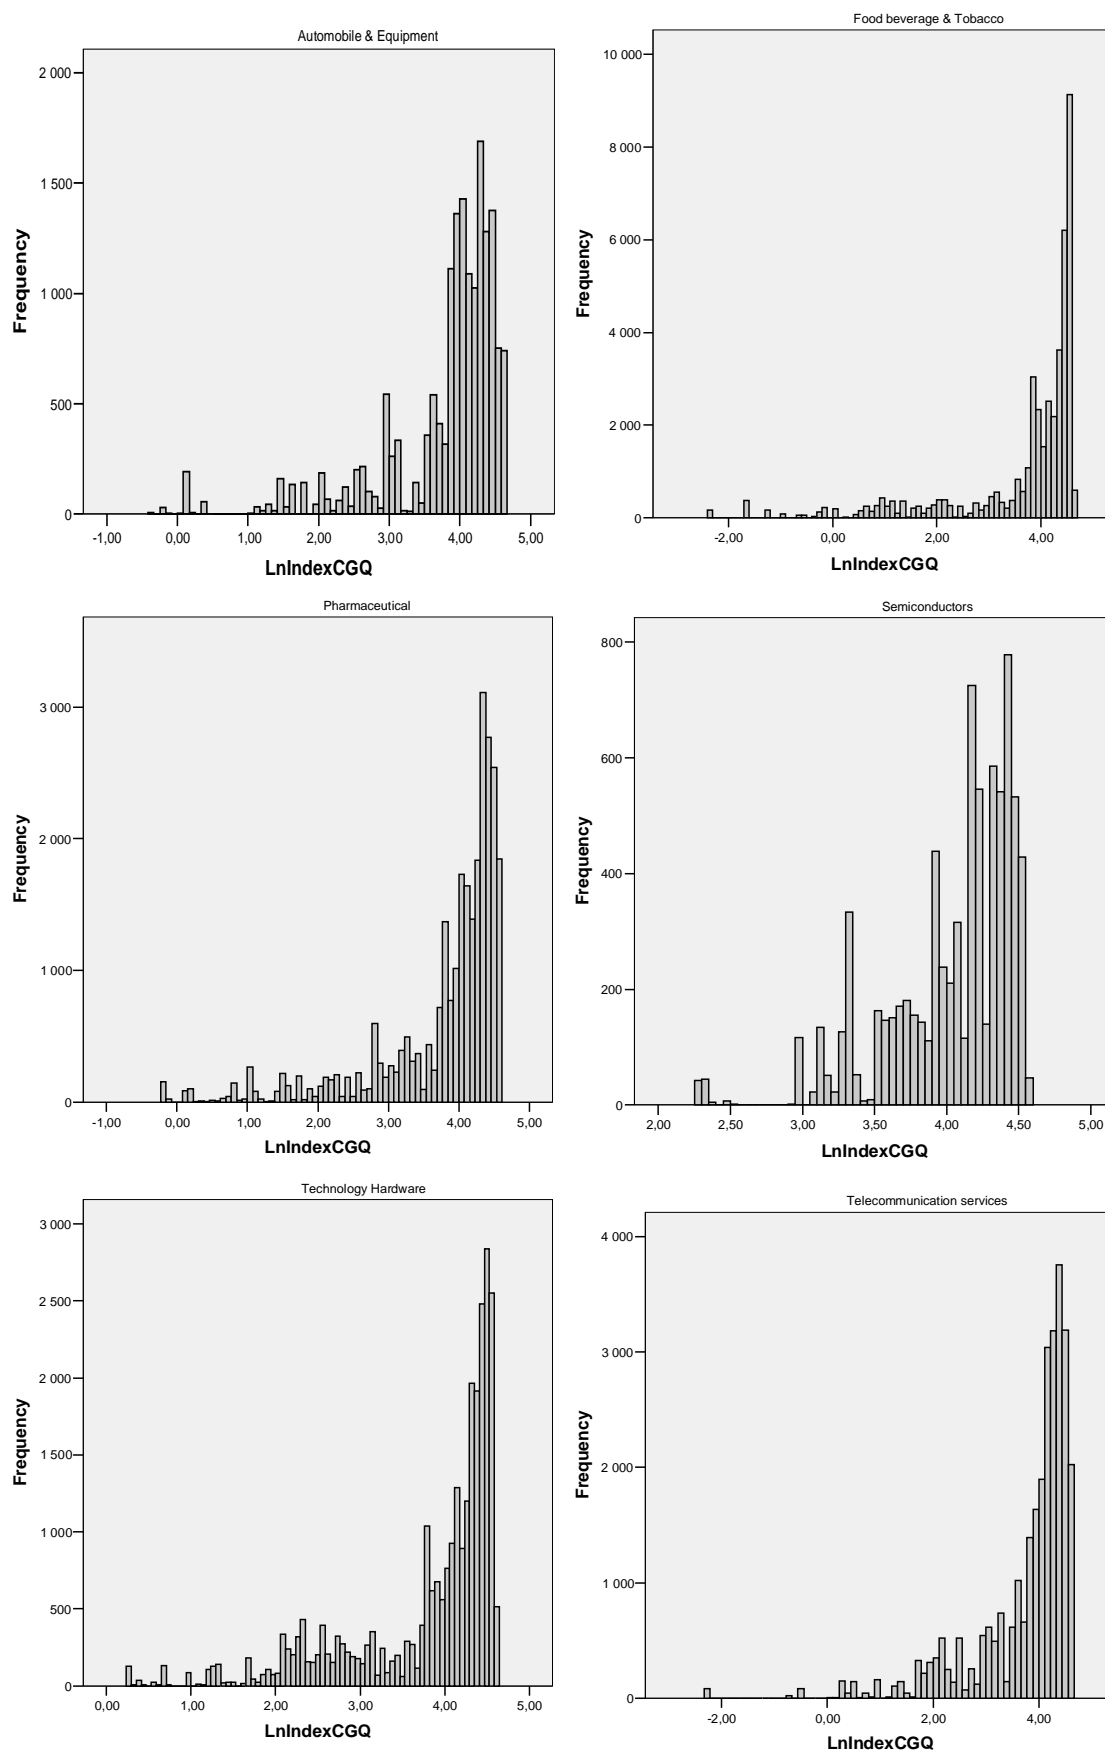 Automobile & Equipment
2 000
1 500
1 000
500
0
Frequency
-1,00 0,00 1,00 2,00 3,00 4,00 5,00
LnIndexCGQ
Food beverage & Tobacco
10 000
8 000
6 000
4 000
2 000
0
Frequency
-2,00 0,00 2,00 4,00
LnIndexCGQ
Pharmaceutical
3 000
2 000
1 000
0
Frequency
-1,00 0,00 1,00 2,00 3,00 4,00 5,00
LnIndexCGQ
Semiconductors
800
600
400
200
0
Frequency
2,00 2,50 3,00 3,50 4,00 4,50 5,00
LnIndexCGQ
Technology Hardware
3 000
2 500
2 000
1 500
1 000
500
0
Frequency
0,00 1,00 2,00 3,00 4,00 5,00
LnIndexCGQ
Telecommunication services
4 000
3 000
2 000
1 000
0
Frequency
-2,00 0,00 2,00 4,00
LnIndexCGQ